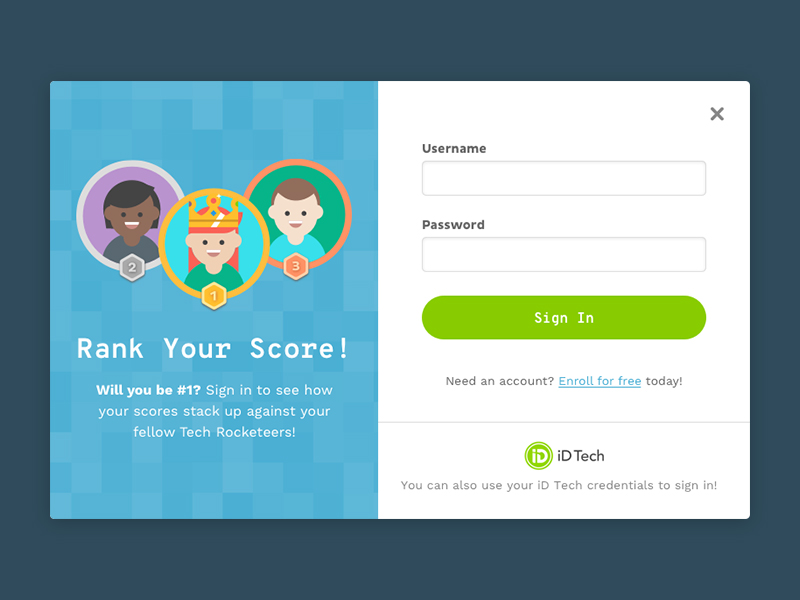 2
1
3
Rank Your Score!
Will you be #1? Sign in to see how
your scores stack up against your
fellow Tech Rocketeers!
×
Username
Password
Sign In
Need an account? Enroll for free today!
iD iD Tech
You can also use your iD Tech credentials to sign in!